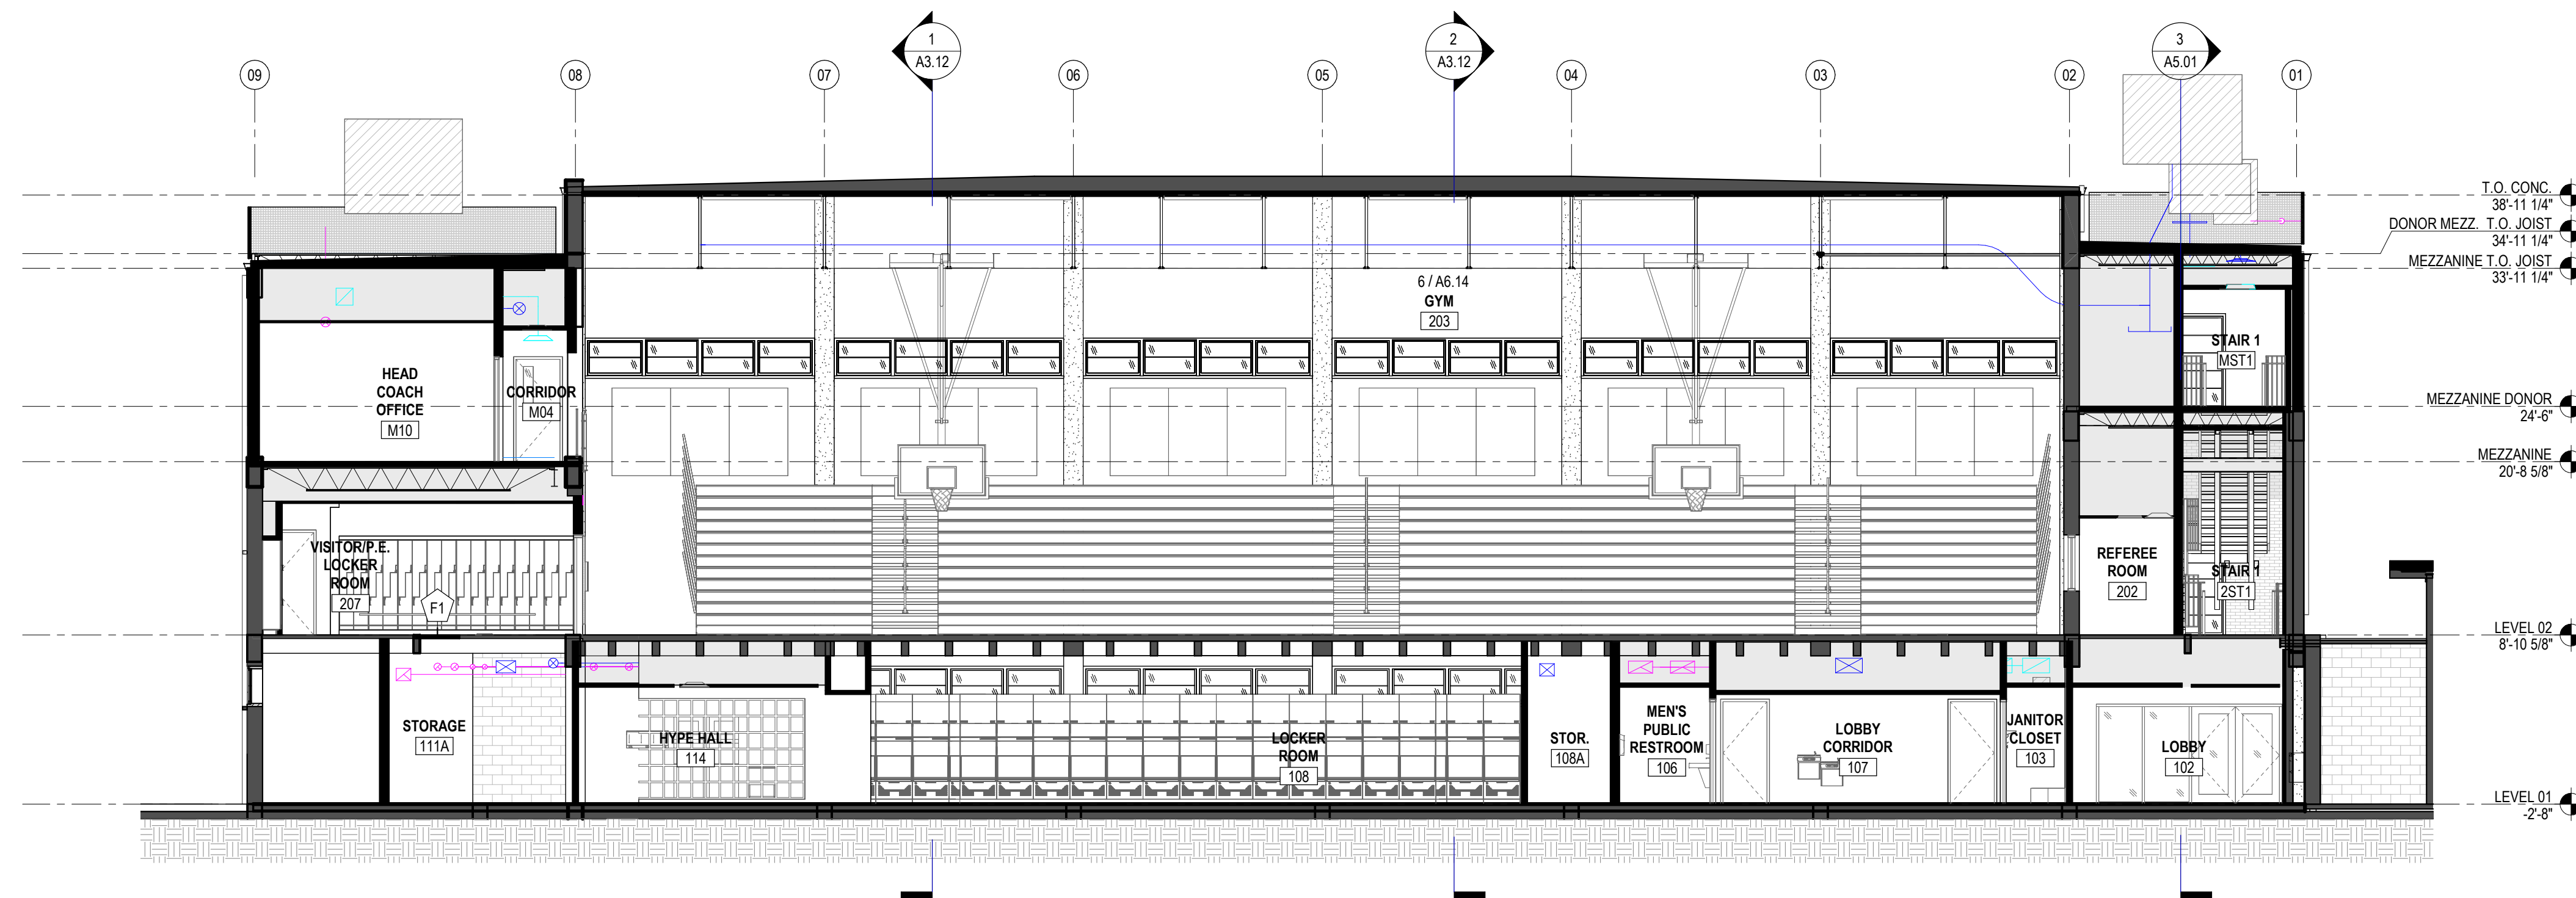 1
A3.12
2
A3.12
3
A5.01
09
08
07
06
05
04
03
02
01
T.O. CONC.
38'-11 1/4"
DONOR MEZZ. T.O. JOIST
34'-11 1/4"
MEZZANINE T.O. JOIST
33'-11 1/4"
6 / A6.14
GYM
203
STAIR 1
MST1
HEAD
COACH
OFFICE
M10
CORRIDOR
M04
MEZZANINE DONOR
24'-6"
MEZZANINE
20'-8 5/8"
VISITOR/P.E.
LOCKER
ROOM
207
F1
REFEREE
ROOM
202
STAIR 1
2ST1
LEVEL 02
8'-10 5/8"
STORAGE
111A
HYPE HALL
114
LOCKER
ROOM
108
STOR.
108A
MEN'S
PUBLIC
RESTROOM
106
LOBBY
CORRIDOR
107
JANITOR
CLOSET
103
LOBBY
102
LEVEL 01
-2'-8"